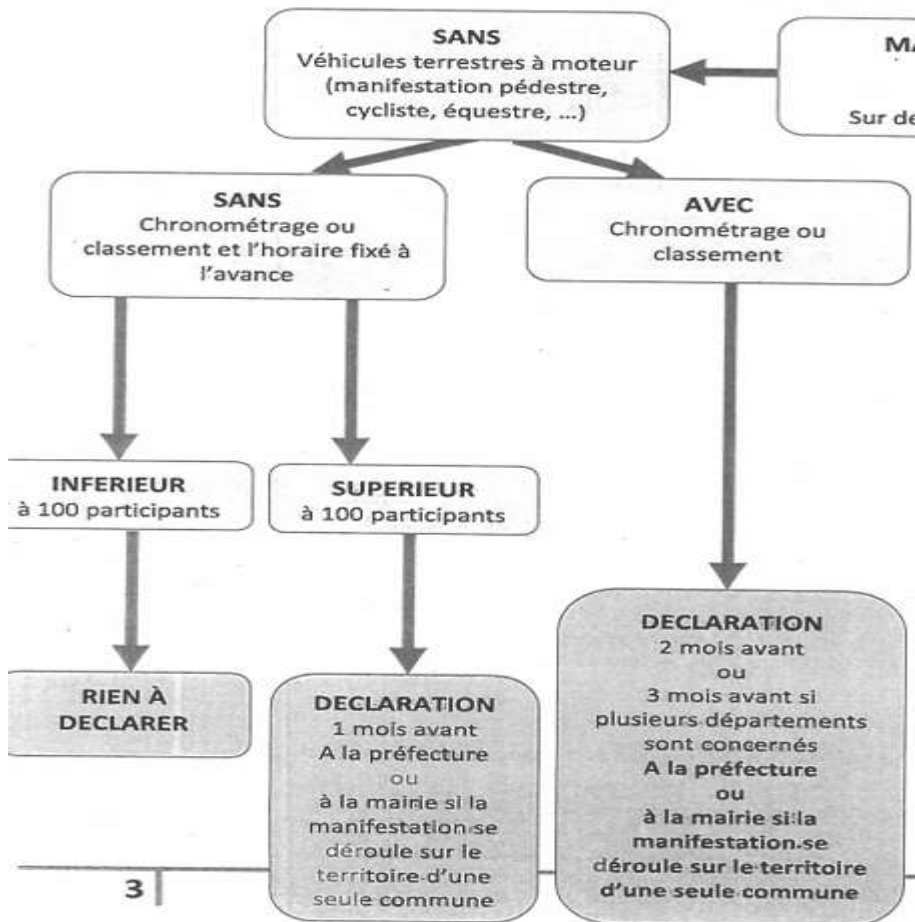 SANS
Véhicules terrestres à moteur
(manifestation pédestre,
cycliste, équestre, ...)
MA
Sur de
SANS
Chronométrage ou
classement et l'horaire fixé à
l'avance
AVEC
Chronométrage ou
classement
INFERIEUR
à 100 participants
SUPERIEUR
à 100 participants
RIEN À
DECLARER
DECLARATION
1 mois avant
A la préfecture
ou
à la mairie si la
manifestation se
déroule sur le
territoire d'une
seule commune
DECLARATION
2 mois avant
ou
3 mois avant si
plusieurs départements
sont concernés
A la préfecture
ou
à la mairie si la
manifestation se
déroule sur le territoire
d'une seule commune
3